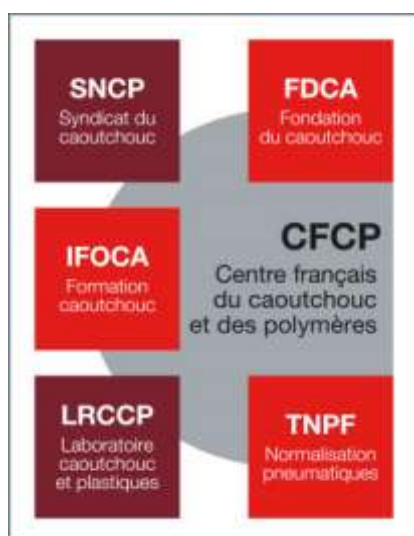 SNCP
Syndicat du
caoutchouc
FDCA
Fondation
du caoutchouc
IFOCA
Formation
caoutchouc
CFCP
Centre français
du caoutchouc
et des polymères
LRCCP
Laboratoire
caoutchouc
et plastiques
TNPF
Normalisation
pneumatiques